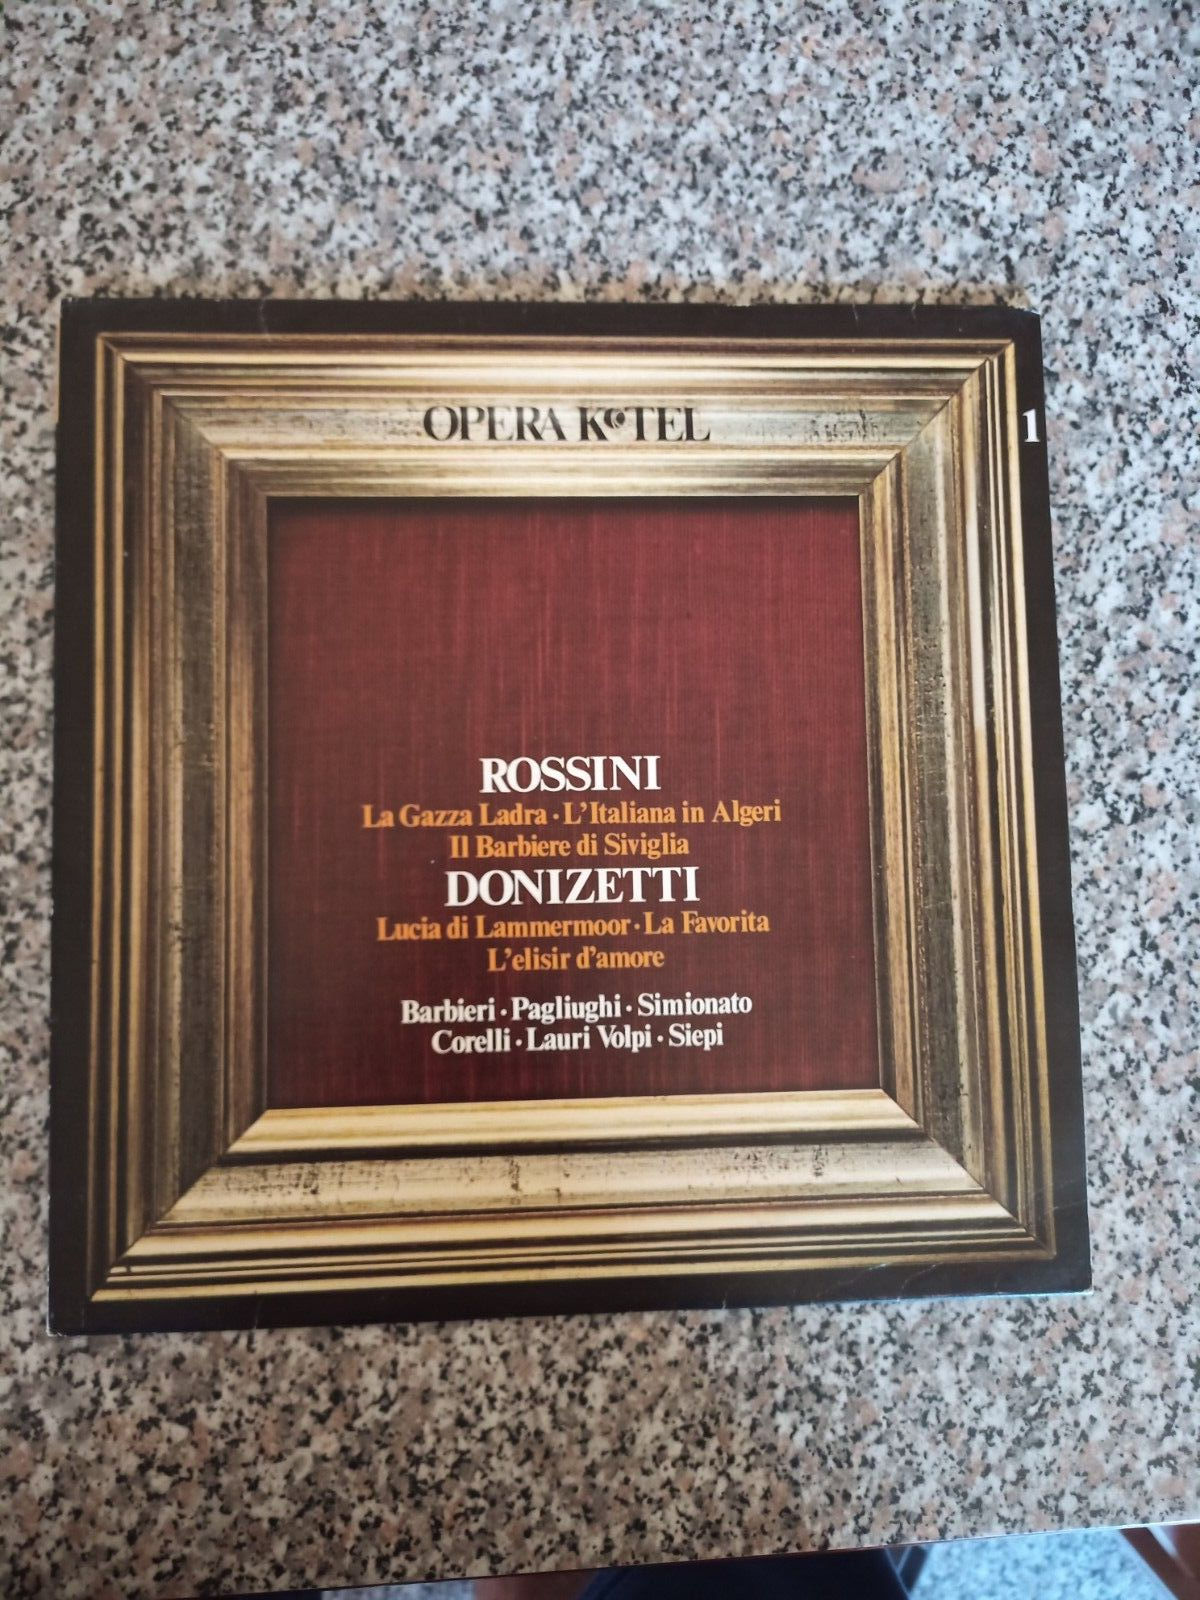 OPERA K-TEL
1
ROSSINI
La Gazza Ladra · L'Italiana in Algeri
Il Barbiere di Siviglia
DONIZETTI
Lucia di Lammermoor · La Favorita
L'elisir d'amore
Barbieri · Pagliughi · Simionato
Corelli · Lauri Volpi · Siepi